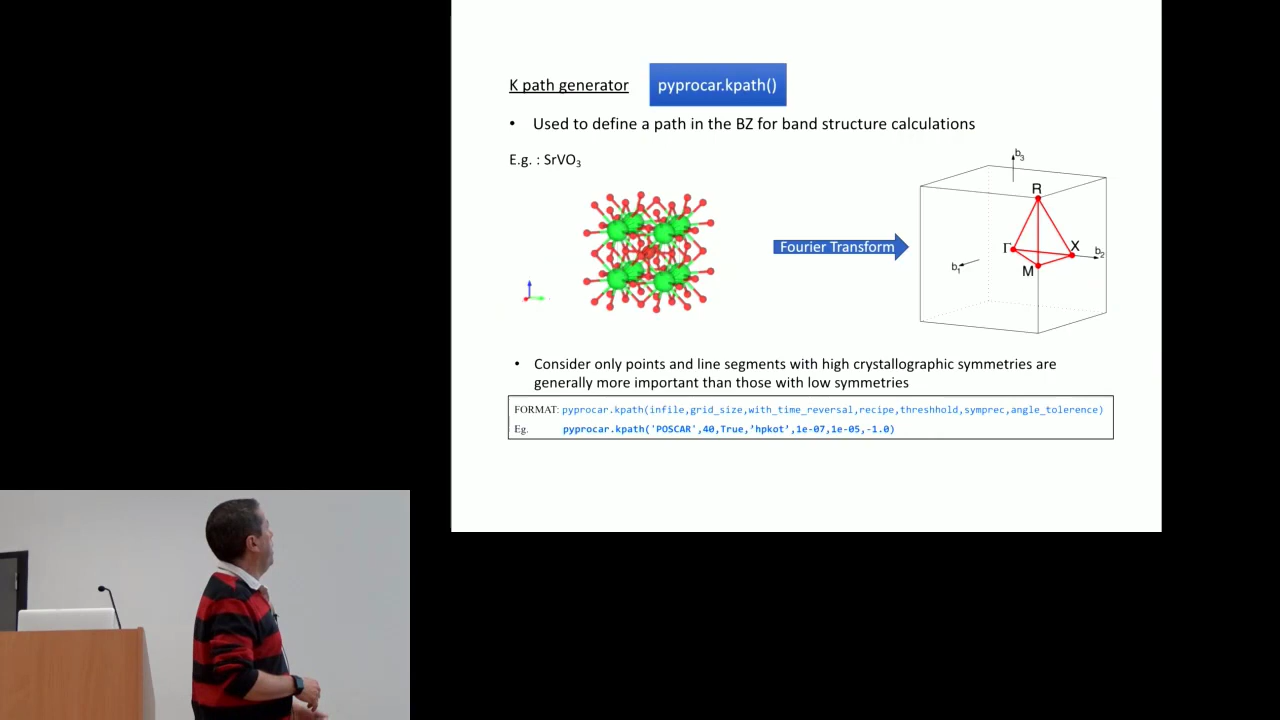 K path generator
pyprocar.kpath()
• Used to define a path in the BZ for band structure calculations
E.g. : SrVO₃
b₃
R
Fourier Transform
Γ
X
b₂
b₁
M
• Consider only points and line segments with high crystallographic symmetries are
generally more important than those with low symmetries
FORMAT: pyprocar.kpath(infile,grid_size,with_time_reversal,recipe,threshhold,symprec,angle_tolerence)
Eg. pyprocar.kpath('POSCAR',40,True,’hpkot’,1e-07,1e-05,-1.0)